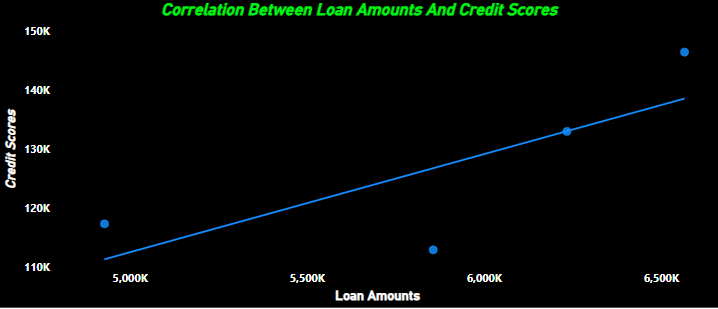 Correlation Between Loan Amounts And Credit Scores
150K
140K
130K
120K
110K
Credit Scores
5,000K
5,500K
6,000K
6,500K
Loan Amounts